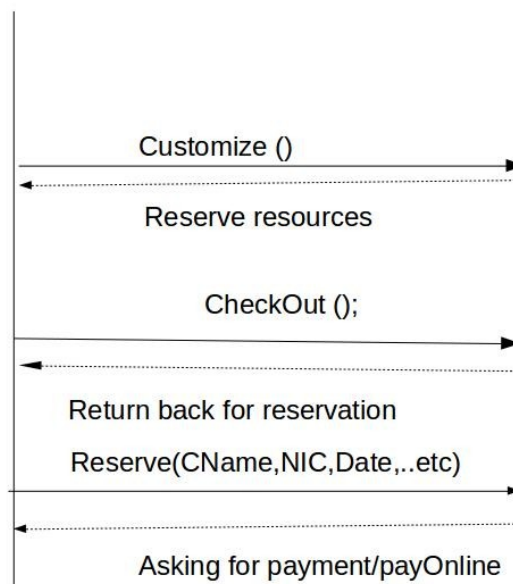 Customize ()
Reserve resources
CheckOut ();
Return back for reservation
Reserve(CName,NIC,Date,..etc)
Asking for payment/payOnline